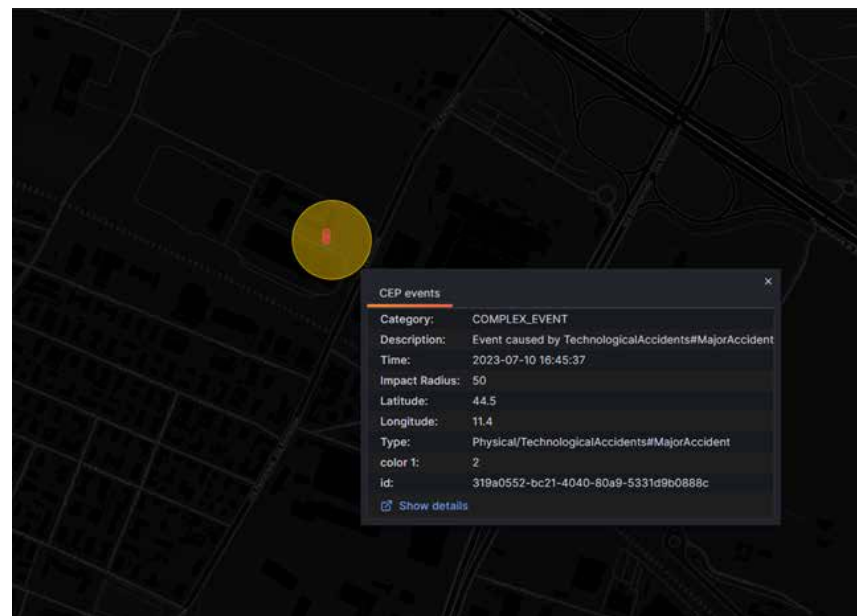 ×
CEP events
Category: COMPLEX_EVENT
Description: Event caused by TechnologicalAccidents#MajorAccident
Time: 2023-07-10 16:45:37
Impact Radius: 50
Latitude: 44.5
Longitude: 11.4
Type: Physical/TechnologicalAccidents#MajorAccident
color 1: 2
id: 319a0552-bc21-4040-80a9-5331d9b0888c
Show details